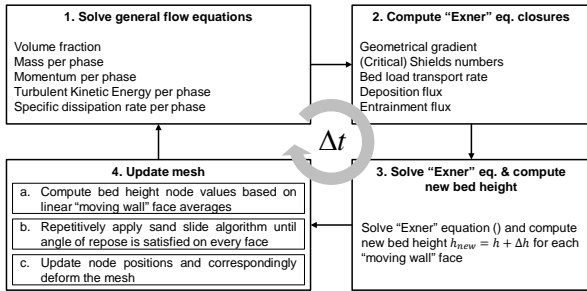 1. Solve general flow equations
Volume fraction
Mass per phase
Momentum per phase
Turbulent Kinetic Energy per phase
Specific dissipation rate per phase
2. Compute “Exner” eq. closures
Geometrical gradient
(Critical) Shields numbers
Bed load transport rate
Deposition flux
Entrainment flux
Δt
4. Update mesh
a. Compute bed height node values based on
linear “moving wall” face averages
b. Repetitively apply sand slide algorithm until
angle of repose is satisfied on every face
c. Update node positions and correspondingly
deform the mesh
3. Solve “Exner” eq. & compute
new bed height
Solve “Exner” equation () and compute
new bed height h_new = h + Δh for each
“moving wall” face